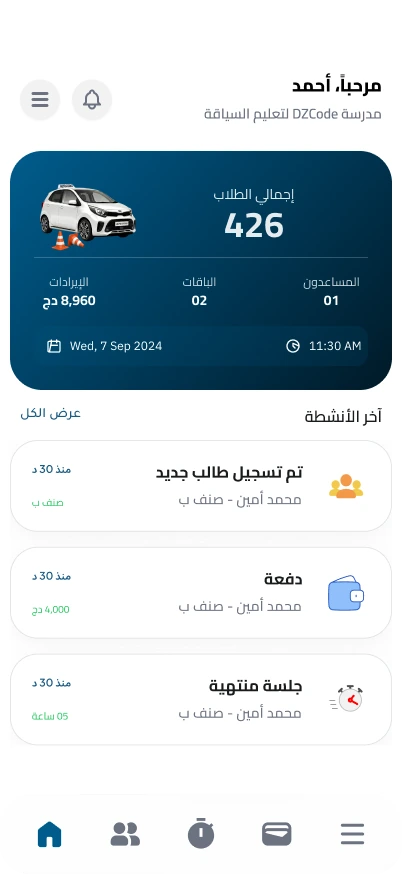 مرحباً، أحمد
مدرسة DZCode لتعليم السياقة
إجمالي الطلاب
426
المساعدون
01
الباقات
02
الإيرادات
8,960 دج
11:30 AM
Wed, 7 Sep 2024
آخر الأنشطة
عرض الكل
تم تسجيل طالب جديد
محمد أمين - صنف ب
منذ 30 د
صنف ب
دفعة
محمد أمين - صنف ب
منذ 30 د
4,000 دج
جلسة منتهية
محمد أمين - صنف ب
منذ 30 د
05 ساعة